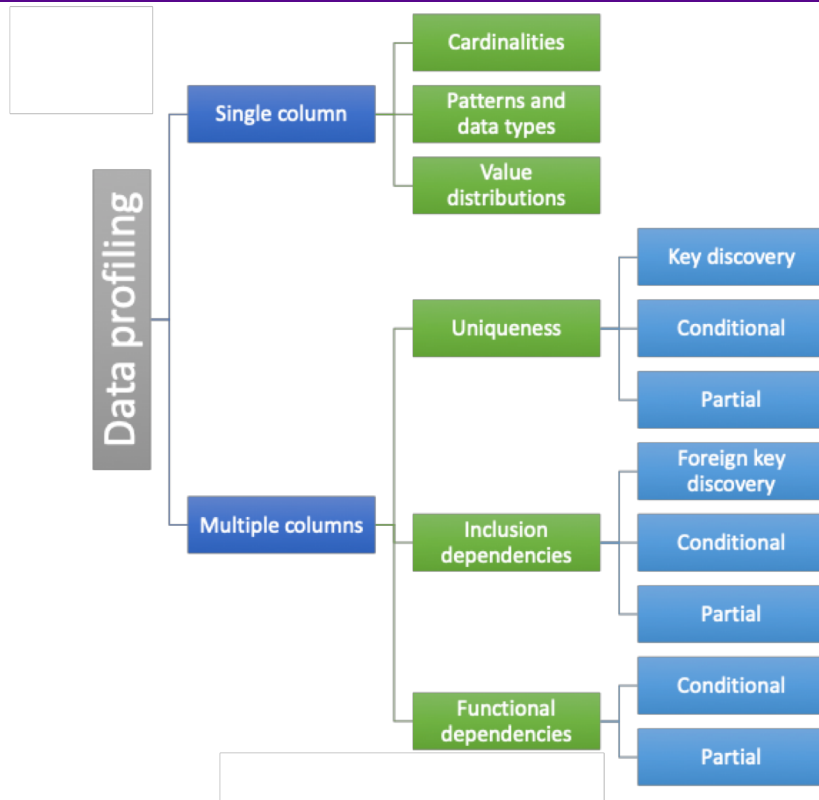 Data profiling
Single column
Cardinalities
Patterns and
data types
Value
distributions
Multiple columns
Uniqueness
Key discovery
Conditional
Partial
Inclusion
dependencies
Foreign key
discovery
Conditional
Partial
Functional
dependencies
Conditional
Partial